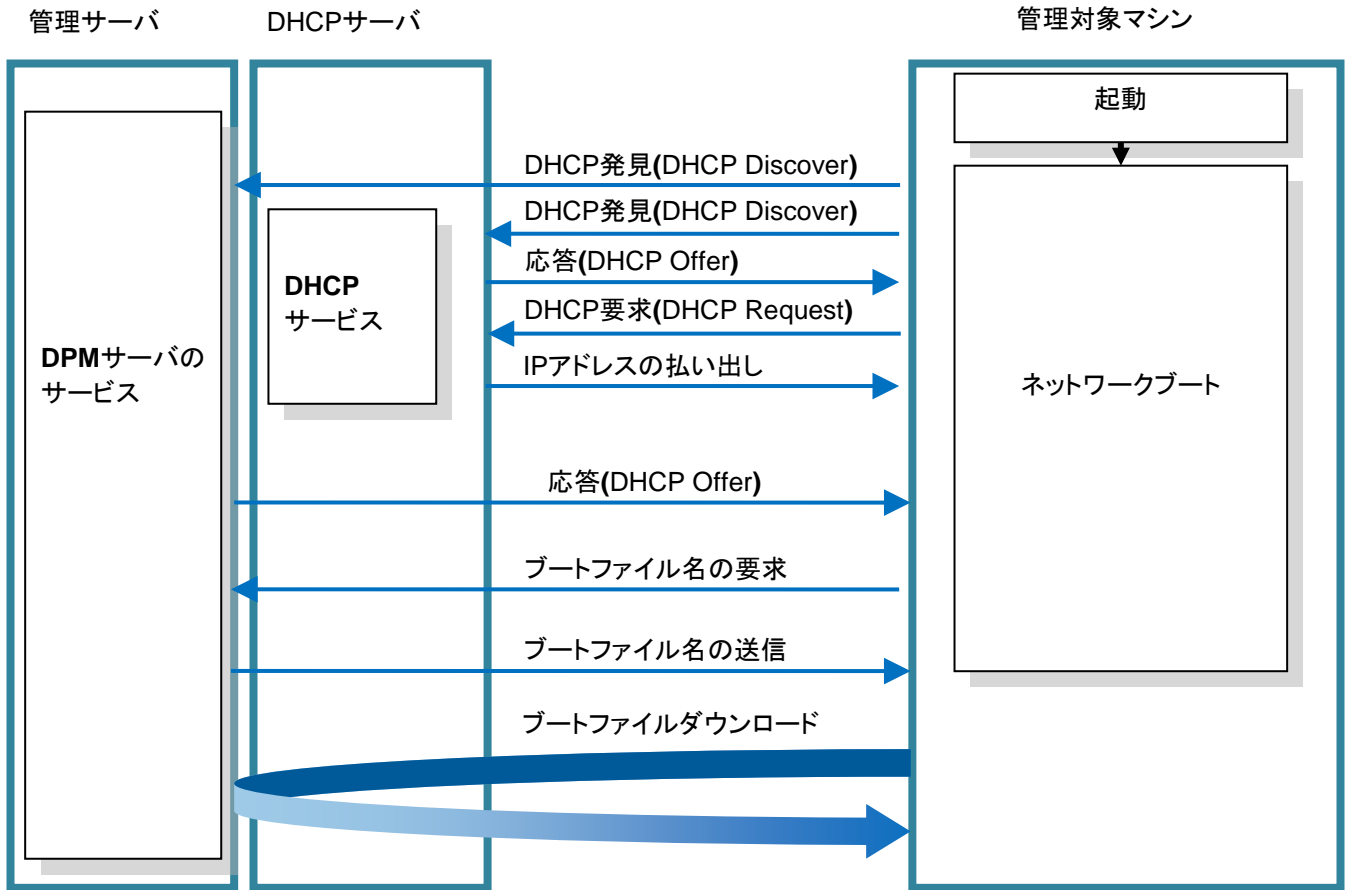 管理サーバ
DHCPサーバ
管理対象マシン
起動
DHCP発見(DHCP Discover)
DHCP発見(DHCP Discover)
応答(DHCP Offer)
DHCP
サービス
DHCP要求(DHCP Request)
DPMサーバの
サービス
IPアドレスの払い出し
ネットワークブート
応答(DHCP Offer)
ブートファイル名の要求
ブートファイル名の送信
ブートファイルダウンロード